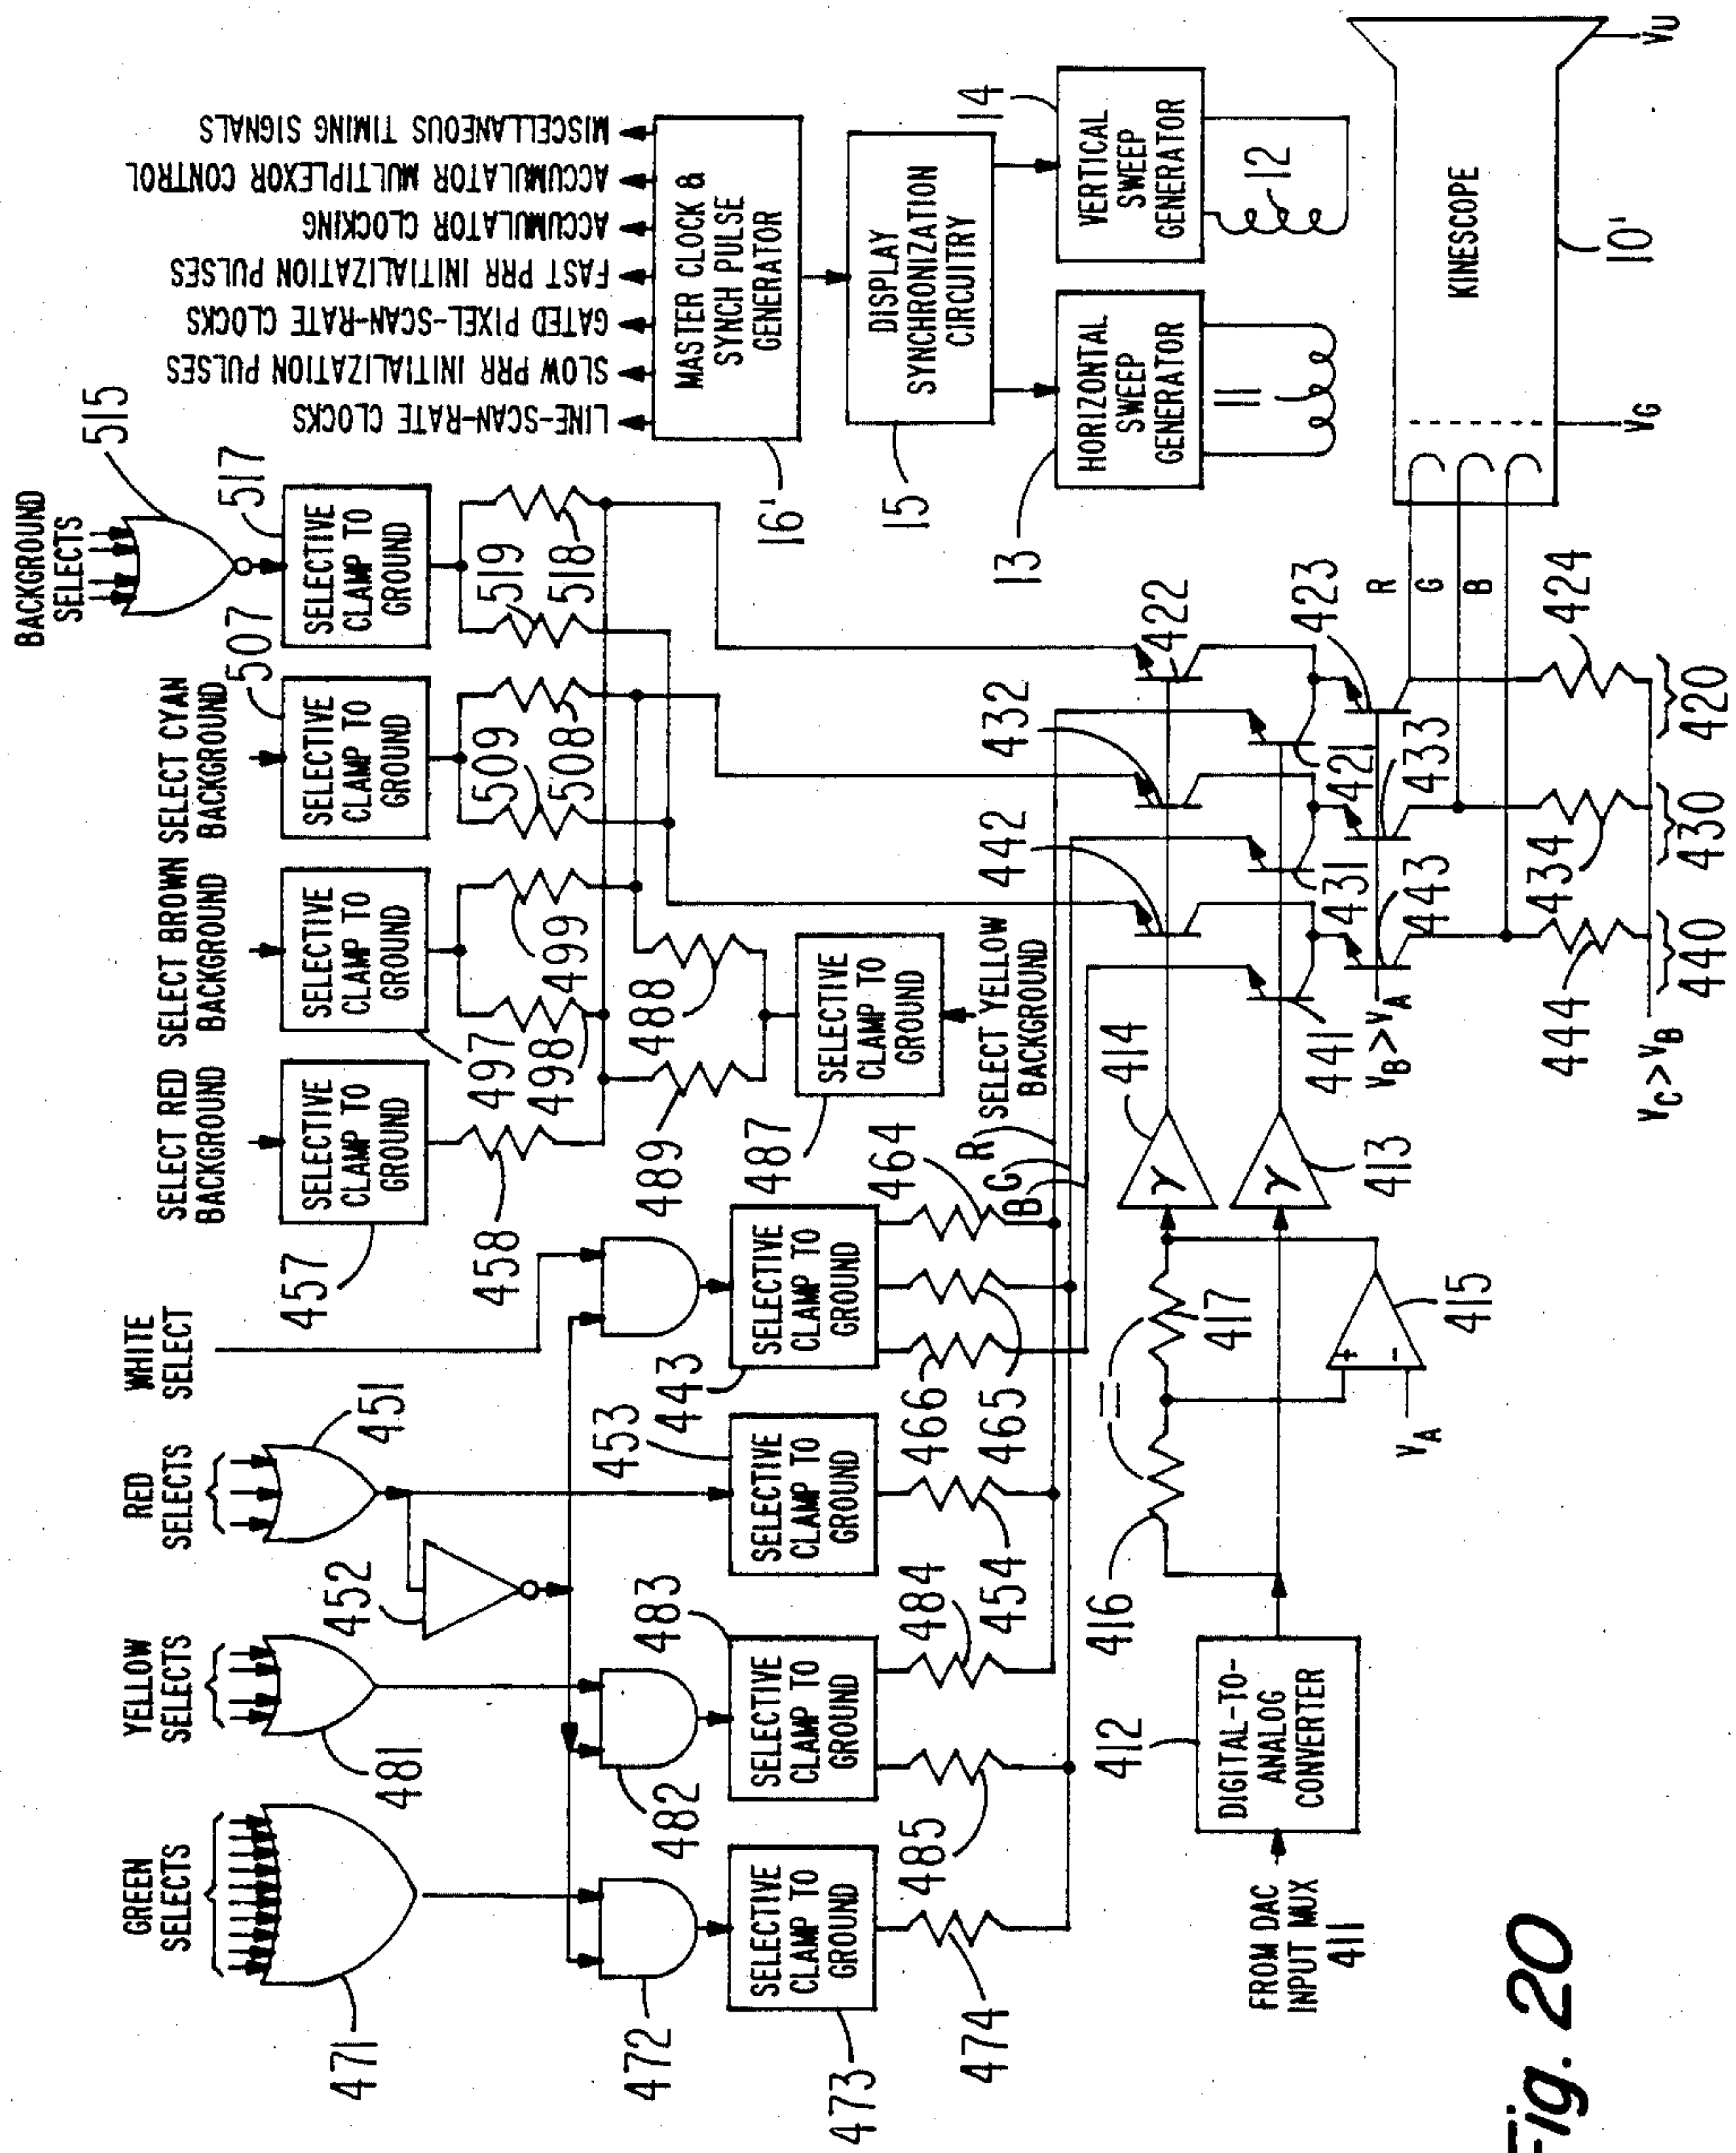 BACKGROUND
SELECTS
515
517
SELECTIVE
CLAMP TO
GROUND
519
518
SELECT CYAN
BACKGROUND
507
SELECTIVE
CLAMP TO
GROUND
509
508
SELECT BROWN
BACKGROUND
SELECTIVE
CLAMP TO
GROUND
497
498
499
SELECT RED
BACKGROUND
SELECTIVE
CLAMP TO
GROUND
457
458
488
489
SELECTIVE
CLAMP TO
GROUND
487
SELECT YELLOW
BACKGROUND
LINE-SCAN-RATE CLOCKS
SLOW PRR INITIALIZATION PULSES
GATED PIXEL-SCAN-RATE CLOCKS
FAST PRR INITIALIZATION PULSES
ACCUMULATOR CLOCKING
ACCUMULATOR MULTIPLEXOR CONTROL
MISCELLANEOUS TIMING SIGNALS
MASTER CLOCK &
SYNCH PULSE
GENERATOR
16'
DISPLAY
SYNCHRONIZATION
CIRCUITRY
15
HORIZONTAL
SWEEP
GENERATOR
13
11
VERTICAL
SWEEP
GENERATOR
14
12
KINESCOPE
10'
VU
VG
R
G
B
WHITE
SELECT
RED
SELECTS
451
452
YELLOW
SELECTS
481
GREEN
SELECTS
471
472
482
SELECTIVE
CLAMP TO
GROUND
473
474
SELECTIVE
CLAMP TO
GROUND
483
484
485
SELECTIVE
CLAMP TO
GROUND
453
454
SELECTIVE
CLAMP TO
GROUND
443
464
465
466
B
G
R
422
432
442
423
421
433
431
443
441
VB>VA
424
434
444
420
430
440
VC>VB
414
γ
413
γ
415
+
-
VA
416
=
417
412
DIGITAL-TO-
ANALOG
CONVERTER
FROM DAC
INPUT MUX
411
Fig. 20